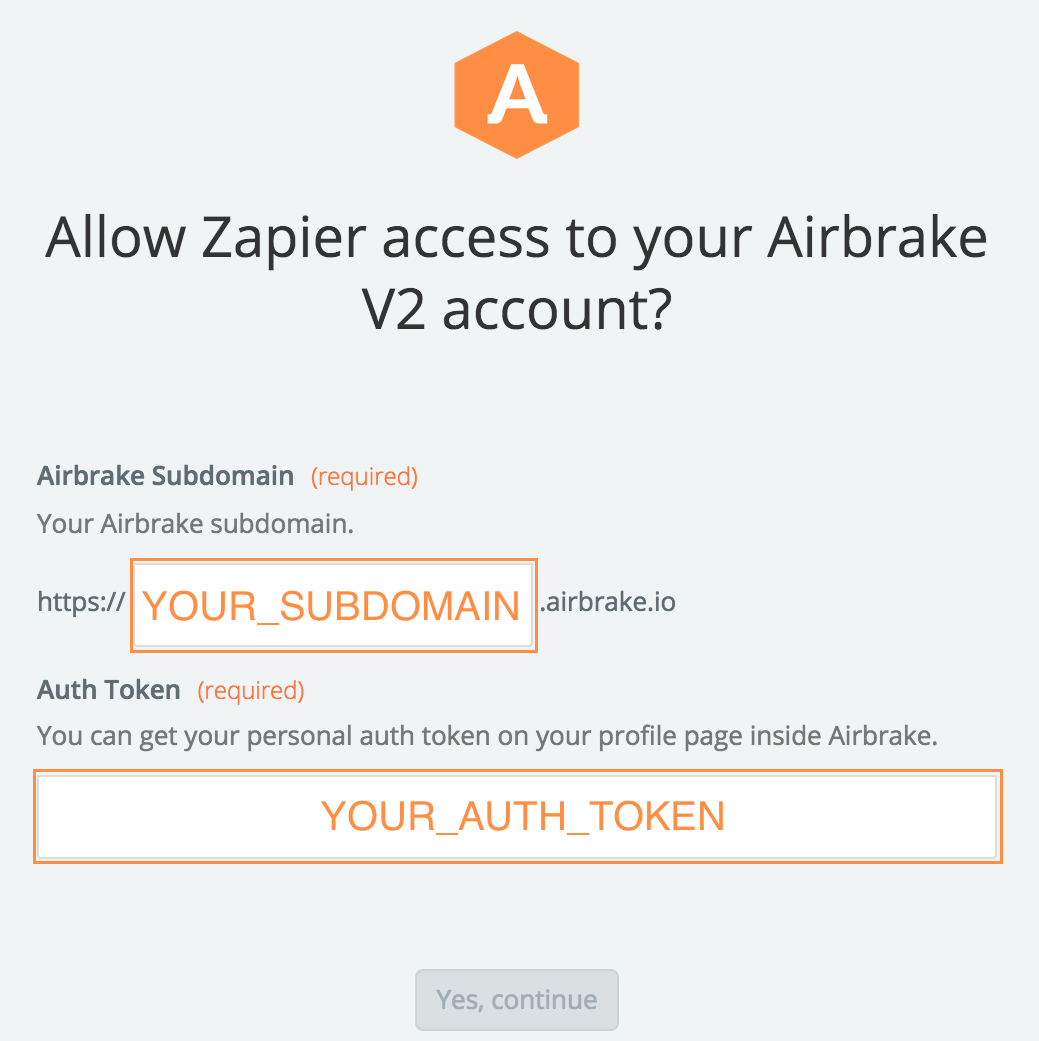 A
Allow Zapier access to your Airbrake
V2 account?
Airbrake Subdomain (required)
Your Airbrake subdomain.
https:// YOUR_SUBDOMAIN .airbrake.io
Auth Token (required)
You can get your personal auth token on your profile page inside Airbrake.
YOUR_AUTH_TOKEN
Yes, continue